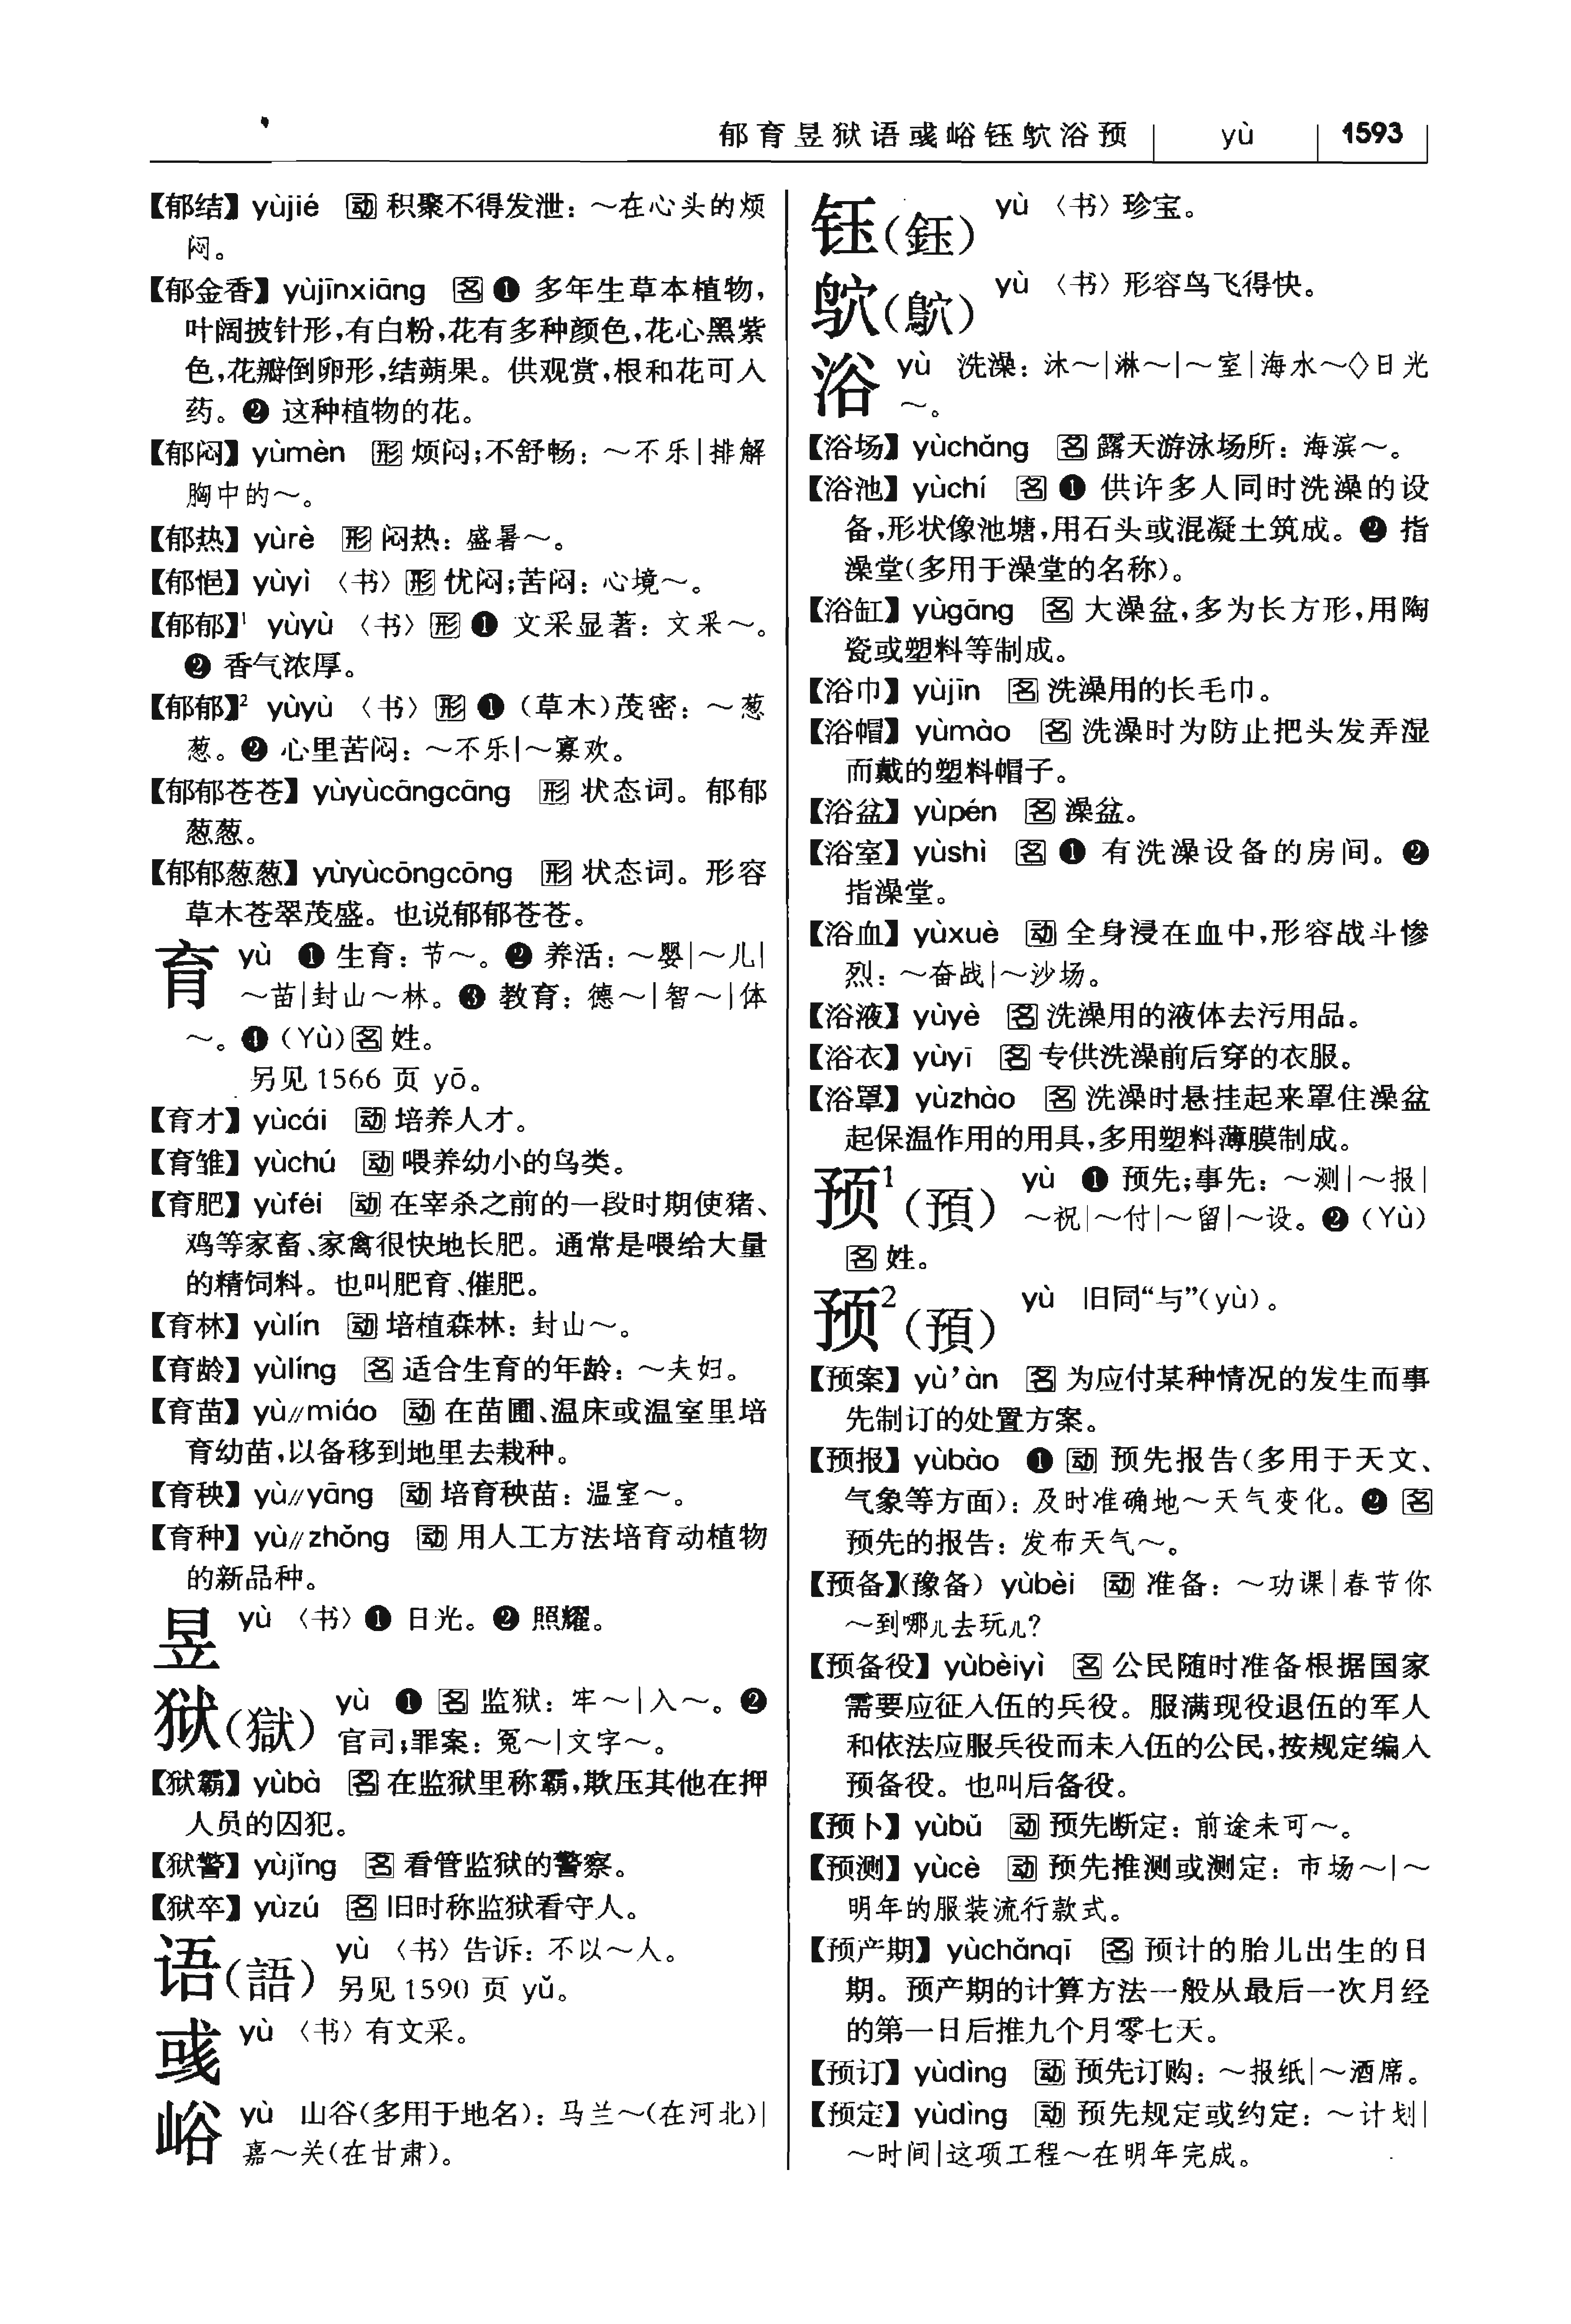 郁育昱狱语彧峪钰鴥浴预 yù 1593
【郁结】 yùjié 动 积聚不得发泄：～在心头的烦
闷。
【郁金香】 yùjīnxiāng 名 ❶ 多年生草本植物，
叶阔披针形，有白粉，花有多种颜色，花心黑紫
色，花瓣倒卵形，结蒴果。供观赏，根和花可入
药。❷ 这种植物的花。
【郁闷】 yùmèn 形 烦闷；不舒畅：～不乐|排解
胸中的～。
【郁热】 yùrè 形 闷热：盛暑～。
【郁悒】 yùyì 〈书〉形 忧闷；苦闷：心境～。
【郁郁】¹ yùyù 〈书〉形 ❶ 文采显著：文采～。
❷ 香气浓厚。
【郁郁】² yùyù 〈书〉形 ❶（草木）茂密：～葱
葱。❷ 心里苦闷：～不乐|～寡欢。
【郁郁苍苍】 yùyùcāngcāng 形 状态词。郁郁
葱葱。
【郁郁葱葱】 yùyùcōngcōng 形 状态词。形容
草木苍翠茂盛。也说郁郁苍苍。
育 yù ❶ 生育：节～。❷ 养活：～婴|～儿|
～苗|封山～林。❸ 教育：德～|智～|体
～。❹（Yù）名 姓。
另见 1566 页 yō。
【育才】 yùcái 动 培养人才。
【育雏】 yùchú 动 喂养幼小的鸟类。
【育肥】 yùféi 动 在宰杀之前的一段时期使猪、
鸡等家畜、家禽很快地长肥。通常是喂给大量
的精饲料。也叫肥育、催肥。
【育林】 yùlín 动 培植森林：封山～。
【育龄】 yùlíng 名 适合生育的年龄：～夫妇。
【育苗】 yù∥miáo 动 在苗圃、温床或温室里培
育幼苗，以备移到地里去栽种。
【育秧】 yù∥yāng 动 培育秧苗：温室～。
【育种】 yù∥zhǒng 动 用人工方法培育动植物
的新品种。
昱 yù 〈书〉❶ 日光。❷ 照耀。
狱（獄） yù ❶ 名 监狱：牢～|入～。❷
官司；罪案：冤～|文字～。
【狱霸】 yùbà 名 在监狱里称霸，欺压其他在押
人员的囚犯。
【狱警】 yùjǐng 名 看管监狱的警察。
【狱卒】 yùzú 名 旧时称监狱看守人。
语（語） yù 〈书〉告诉：不以～人。
另见 1590 页 yǔ。
彧 yù 〈书〉有文采。
峪 yù 山谷（多用于地名）：马兰～（在河北）|
嘉～关（在甘肃）。
钰（鈺） yù 〈书〉珍宝。
鴥（鴥） yù 〈书〉形容鸟飞得快。
浴 yù 洗澡：沐～|淋～|～室|海水～◇日光
～。
【浴场】 yùchǎng 名 露天游泳场所：海滨～。
【浴池】 yùchí 名 ❶ 供许多人同时洗澡的设
备，形状像池塘，用石头或混凝土筑成。❷ 指
澡堂（多用于澡堂的名称）。
【浴缸】 yùgāng 名 大澡盆，多为长方形，用陶
瓷或塑料等制成。
【浴巾】 yùjīn 名 洗澡用的长毛巾。
【浴帽】 yùmào 名 洗澡时为防止把头发弄湿
而戴的塑料帽子。
【浴盆】 yùpén 名 澡盆。
【浴室】 yùshì 名 ❶ 有洗澡设备的房间。❷
指澡堂。
【浴血】 yùxuè 动 全身浸在血中，形容战斗惨
烈：～奋战|～沙场。
【浴液】 yùyè 名 洗澡用的液体去污用品。
【浴衣】 yùyī 名 专供洗澡前后穿的衣服。
【浴罩】 yùzhào 名 洗澡时悬挂起来罩住澡盆
起保温作用的用具，多用塑料薄膜制成。
预¹（預） yù ❶ 预先；事先：～测|～报|
～祝|～付|～留|～设。❷（Yù）
名 姓。
预²（預） yù 旧同“与”（yù）。
【预案】 yù’àn 名 为应付某种情况的发生而事
先制订的处置方案。
【预报】 yùbào ❶ 动 预先报告（多用于天文、
气象等方面）：及时准确地～天气变化。❷ 名
预先的报告：发布天气～。
【预备】（豫备） yùbèi 动 准备：～功课|春节你
～到哪儿去玩儿？
【预备役】 yùbèiyì 名 公民随时准备根据国家
需要应征入伍的兵役。服满现役退伍的军人
和依法应服兵役而未入伍的公民，按规定编入
预备役。也叫后备役。
【预卜】 yùbǔ 动 预先断定：前途未可～。
【预测】 yùcè 动 预先推测或测定：市场～|～
明年的服装流行款式。
【预产期】 yùchǎnqī 名 预计的胎儿出生的日
期。预产期的计算方法一般从最后一次月经
的第一日后推九个月零七天。
【预订】 yùdìng 动 预先订购：～报纸|～酒席。
【预定】 yùdìng 动 预先规定或约定：～计划|
～时间|这项工程～在明年完成。